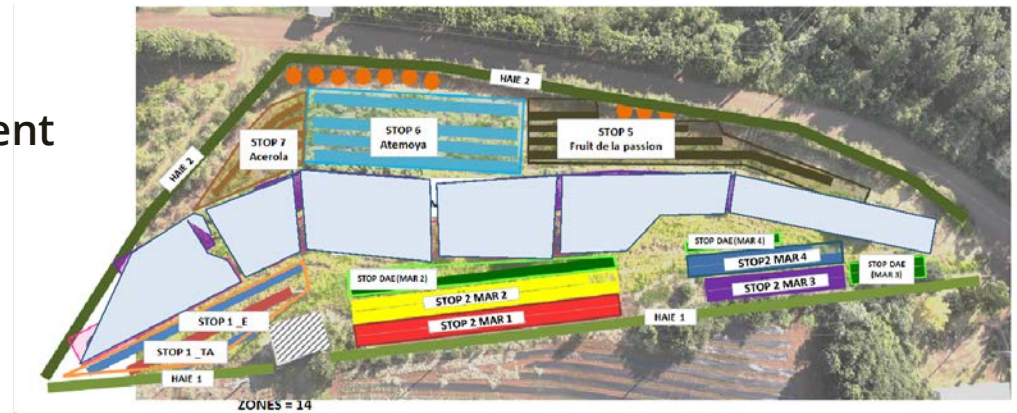 ent
HAIE 2
STOP 6
Atemoya
STOP 7
Acerola
STOP 5
Fruit de la passion
HAIE 2
STOP DAE(MAR 4)
STOP2 MAR 4
STOP DAE
(MAR 3)
STOP DAE(MAR 2)
STOP 2 MAR 3
STOP 2 MAR 2
STOP 2 MAR 1
HAIE 1
STOP 1 _E
STOP 1 _TA
HAIE 1
ZONES = 14